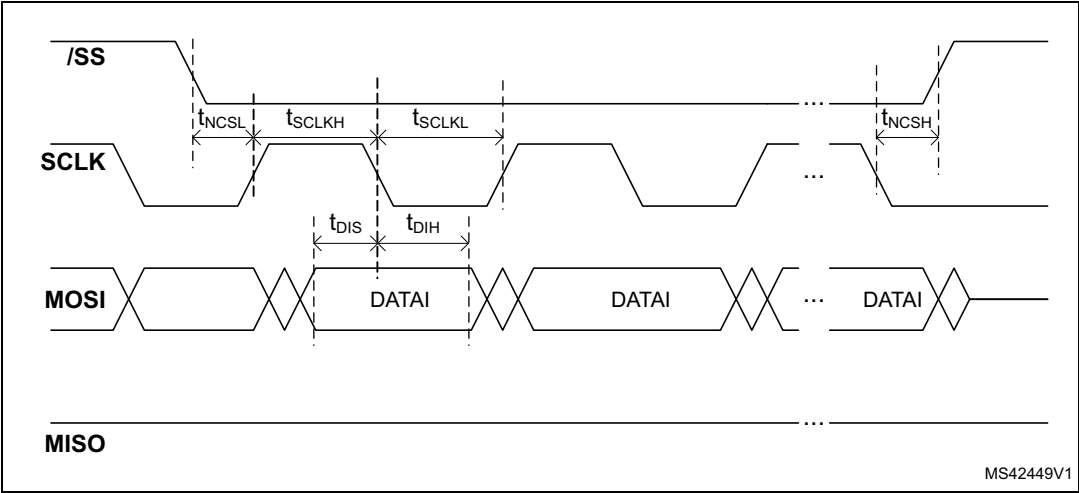 /SS
...
tNCSL tSCLKH tSCLKL tNCSH
SCLK
...
tDIS tDIH
MOSI DATAI DATAI ... DATAI
...
MISO
MS42449V1